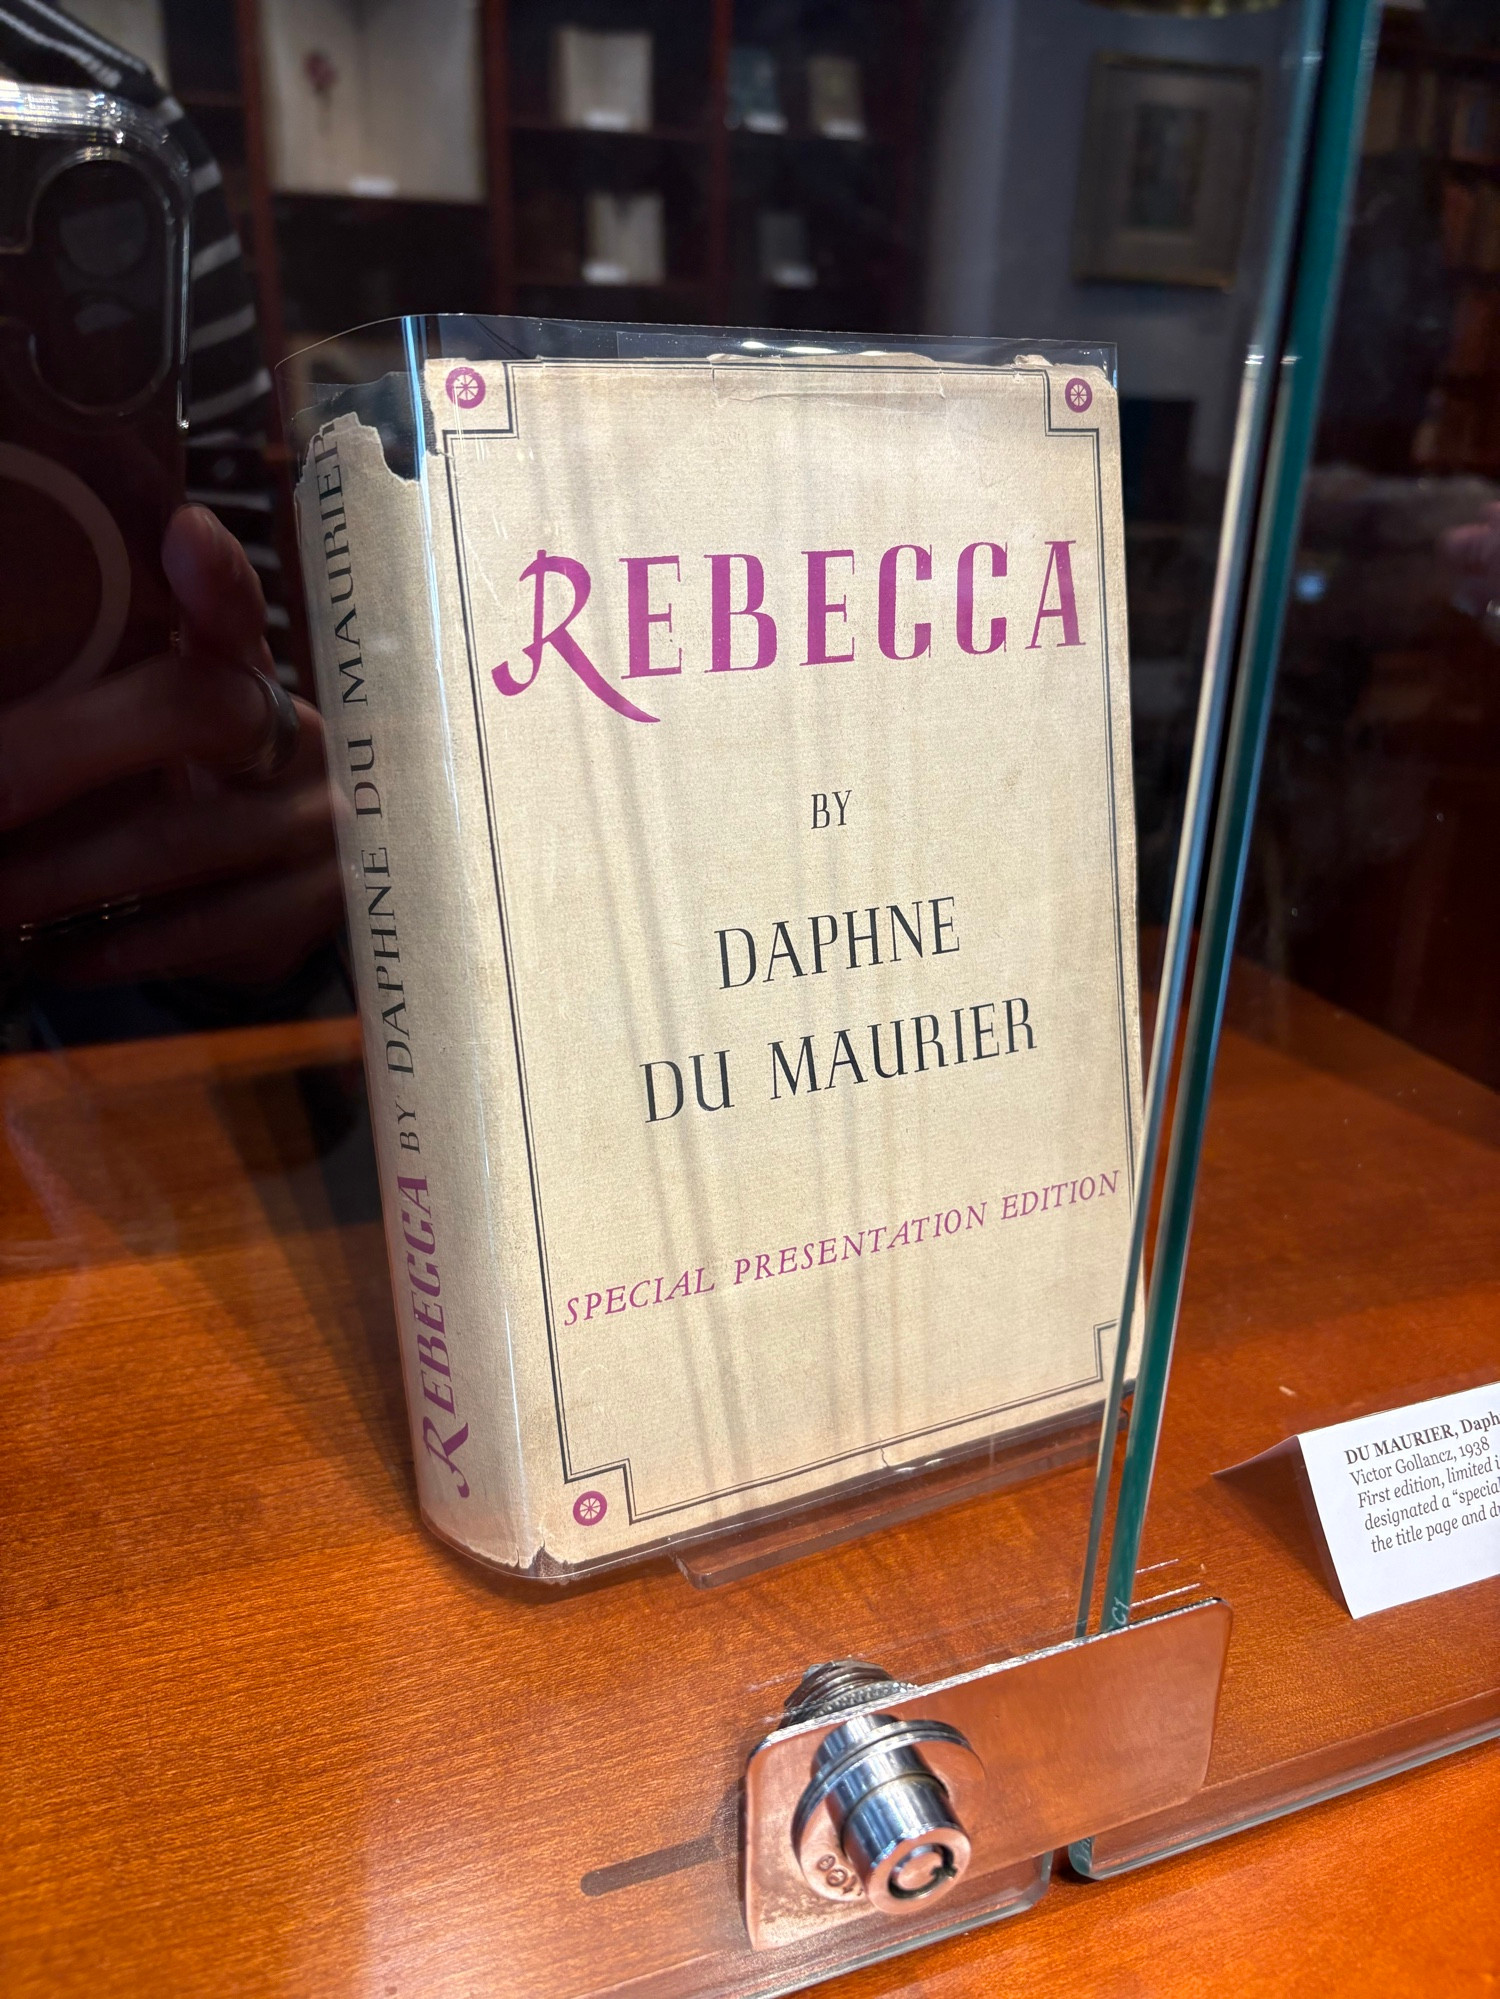 REBECCA
BY
DAPHNE
DU MAURIER
SPECIAL PRESENTATION EDITION
REBECCA BY DAPHNE DU MAURIER
DU MAURIER, Daph
Victor Gollancz, 1938
First edition, limited i
designated a "special
the title page and d